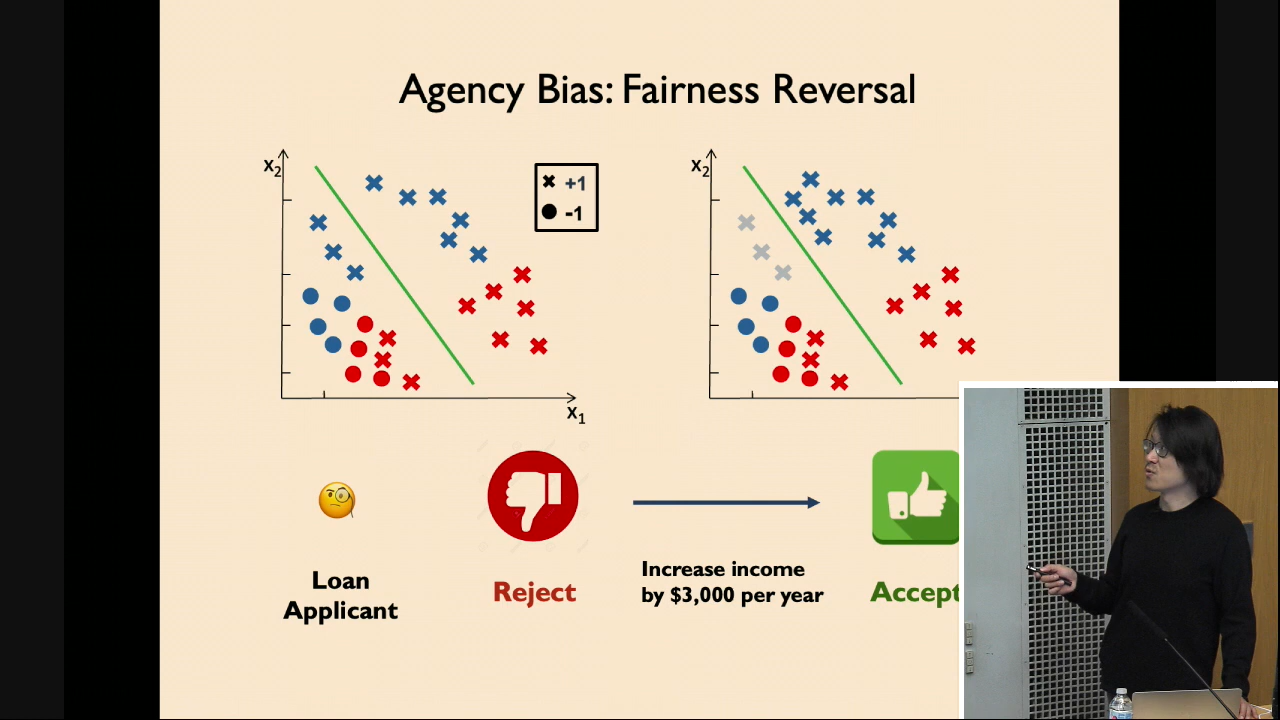 Agency Bias: Fairness Reversal
x2
+1
-1
x1
x2
Loan
Applicant
Reject
Increase income
by $3,000 per year
Accept